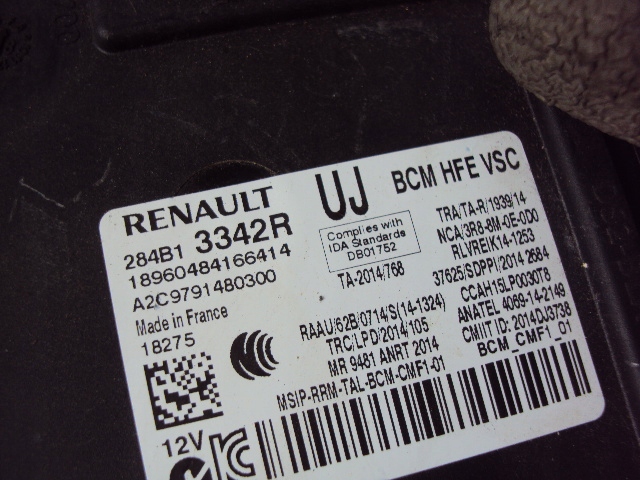 RENAULT
UJ
BCM HFE VSC
284B1 3342R
18960484166414
A2C9791480300
Made in France
18275
12V
Complies with
IDA Standards
DB01752
TA-2014/768
RAAU/62B/0714/S(14-1324)
TRC/LPD/2014/105
MR 9481 ANRT 2014
MSIP-RRM-TAL-BCM-CMF1-01
TRA/TA-R/1939/14
NCA/3R8-8M-0E-0D0
RLVREIK14-1253
37625/SDPPI/2014 2684
CCAH15LP0030T8
ANATEL 4069-14-2149
CMIIT ID: 2014DJ3738
BCM_CMF1_01